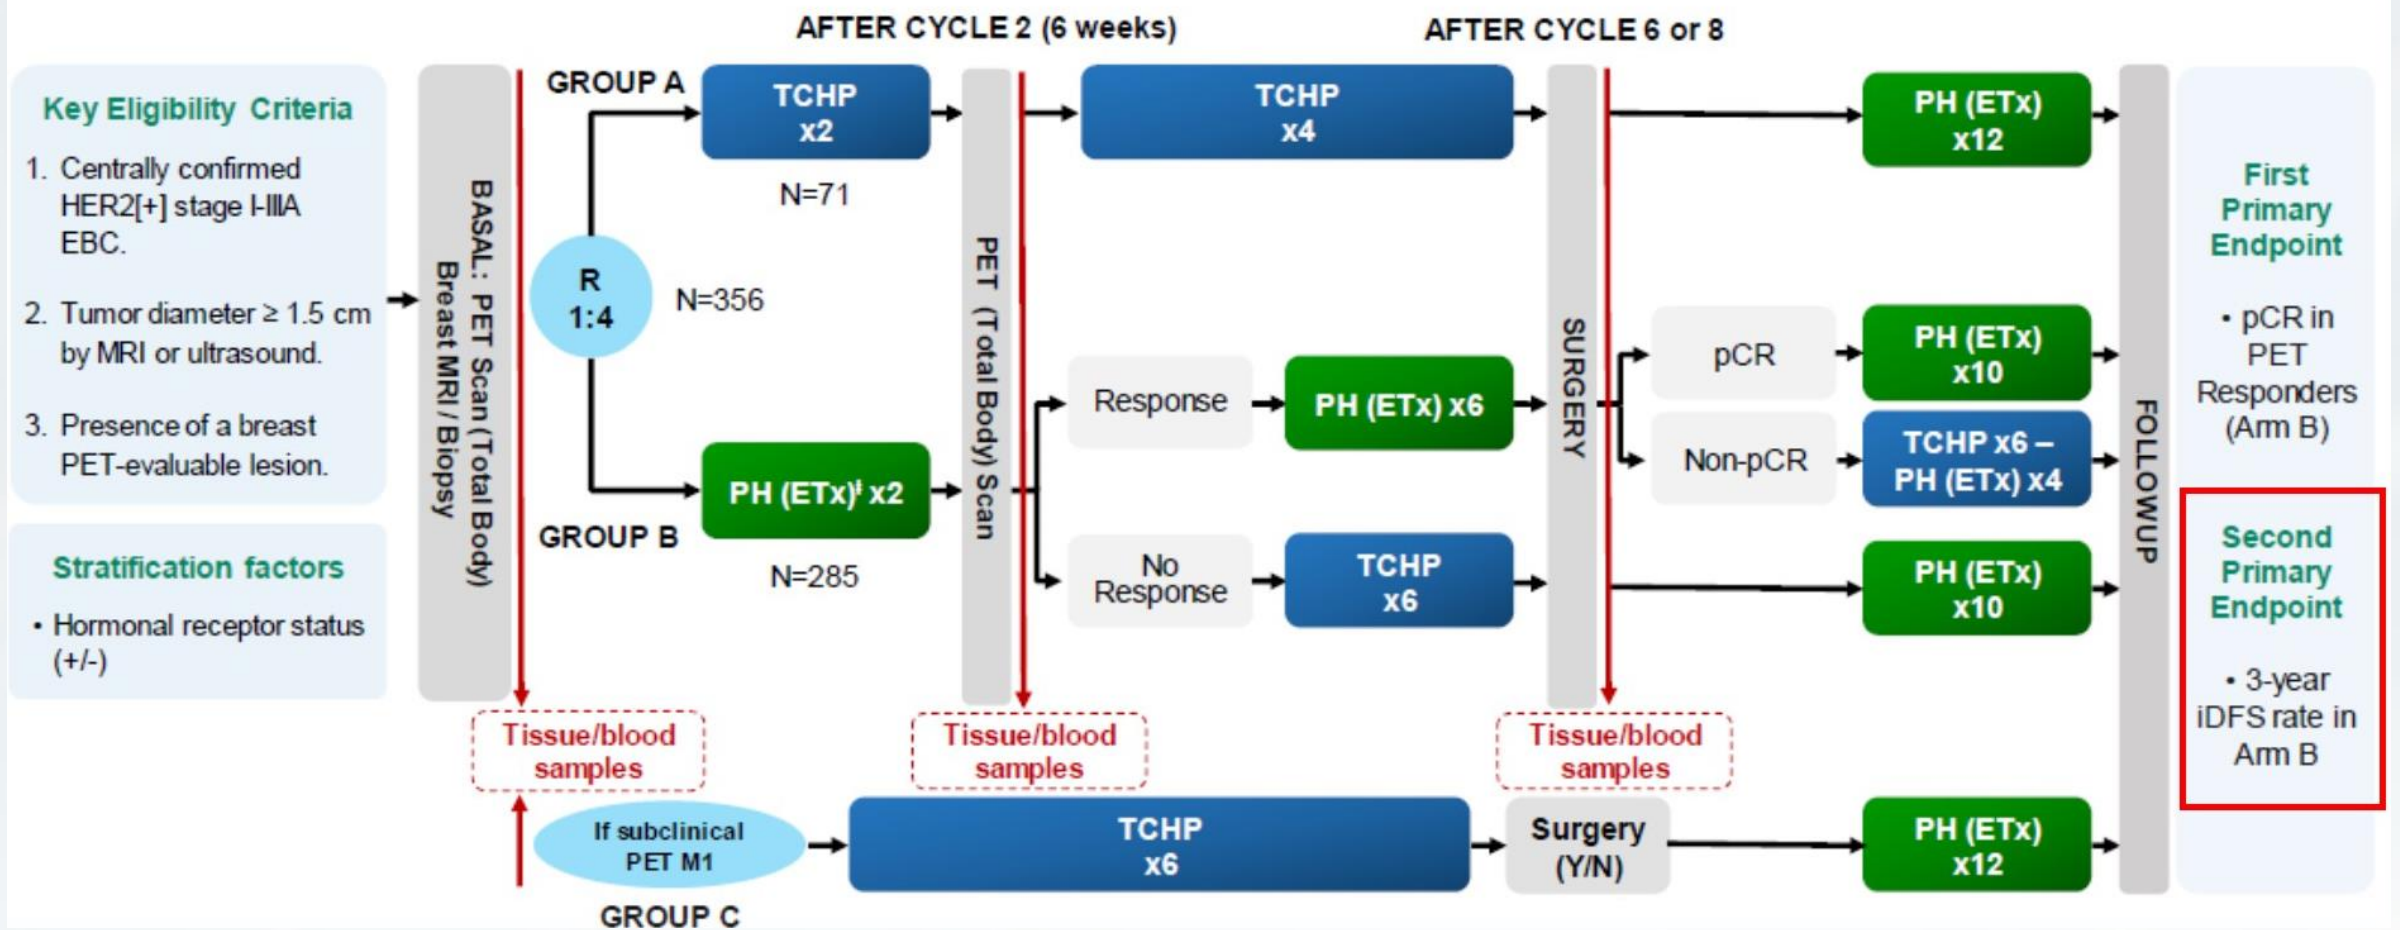 AFTER CYCLE 2 (6 weeks)
AFTER CYCLE 6 or 8
Key Eligibility Criteria
1. Centrally confirmed
HER2[+] stage I-IIIA
EBC.
2. Tumor diameter ≥ 1.5 cm
by MRI or ultrasound.
3. Presence of a breast
PET-evaluable lesion.
Stratification factors
• Hormonal receptor status
(+/-)
BASAL: PET Scan (Total Body)
Breast MRI / Biopsy
GROUP A
TCHP
x2
N=71
R
1:4
N=356
GROUP B
PH (ETx)ǂ x2
N=285
PET (Total Body) Scan
TCHP
x4
Response
PH (ETx) x6
No
Response
TCHP
x6
SURGERY
pCR
Non-pCR
PH (ETx)
x12
PH (ETx)
x10
TCHP x6 –
PH (ETx) x4
PH (ETx)
x10
FOLLOWUP
First
Primary
Endpoint
• pCR in
PET
Responders
(Arm B)
Second
Primary
Endpoint
• 3-year
iDFS rate in
Arm B
Tissue/blood
samples
Tissue/blood
samples
Tissue/blood
samples
If subclinical
PET M1
GROUP C
TCHP
x6
Surgery
(Y/N)
PH (ETx)
x12